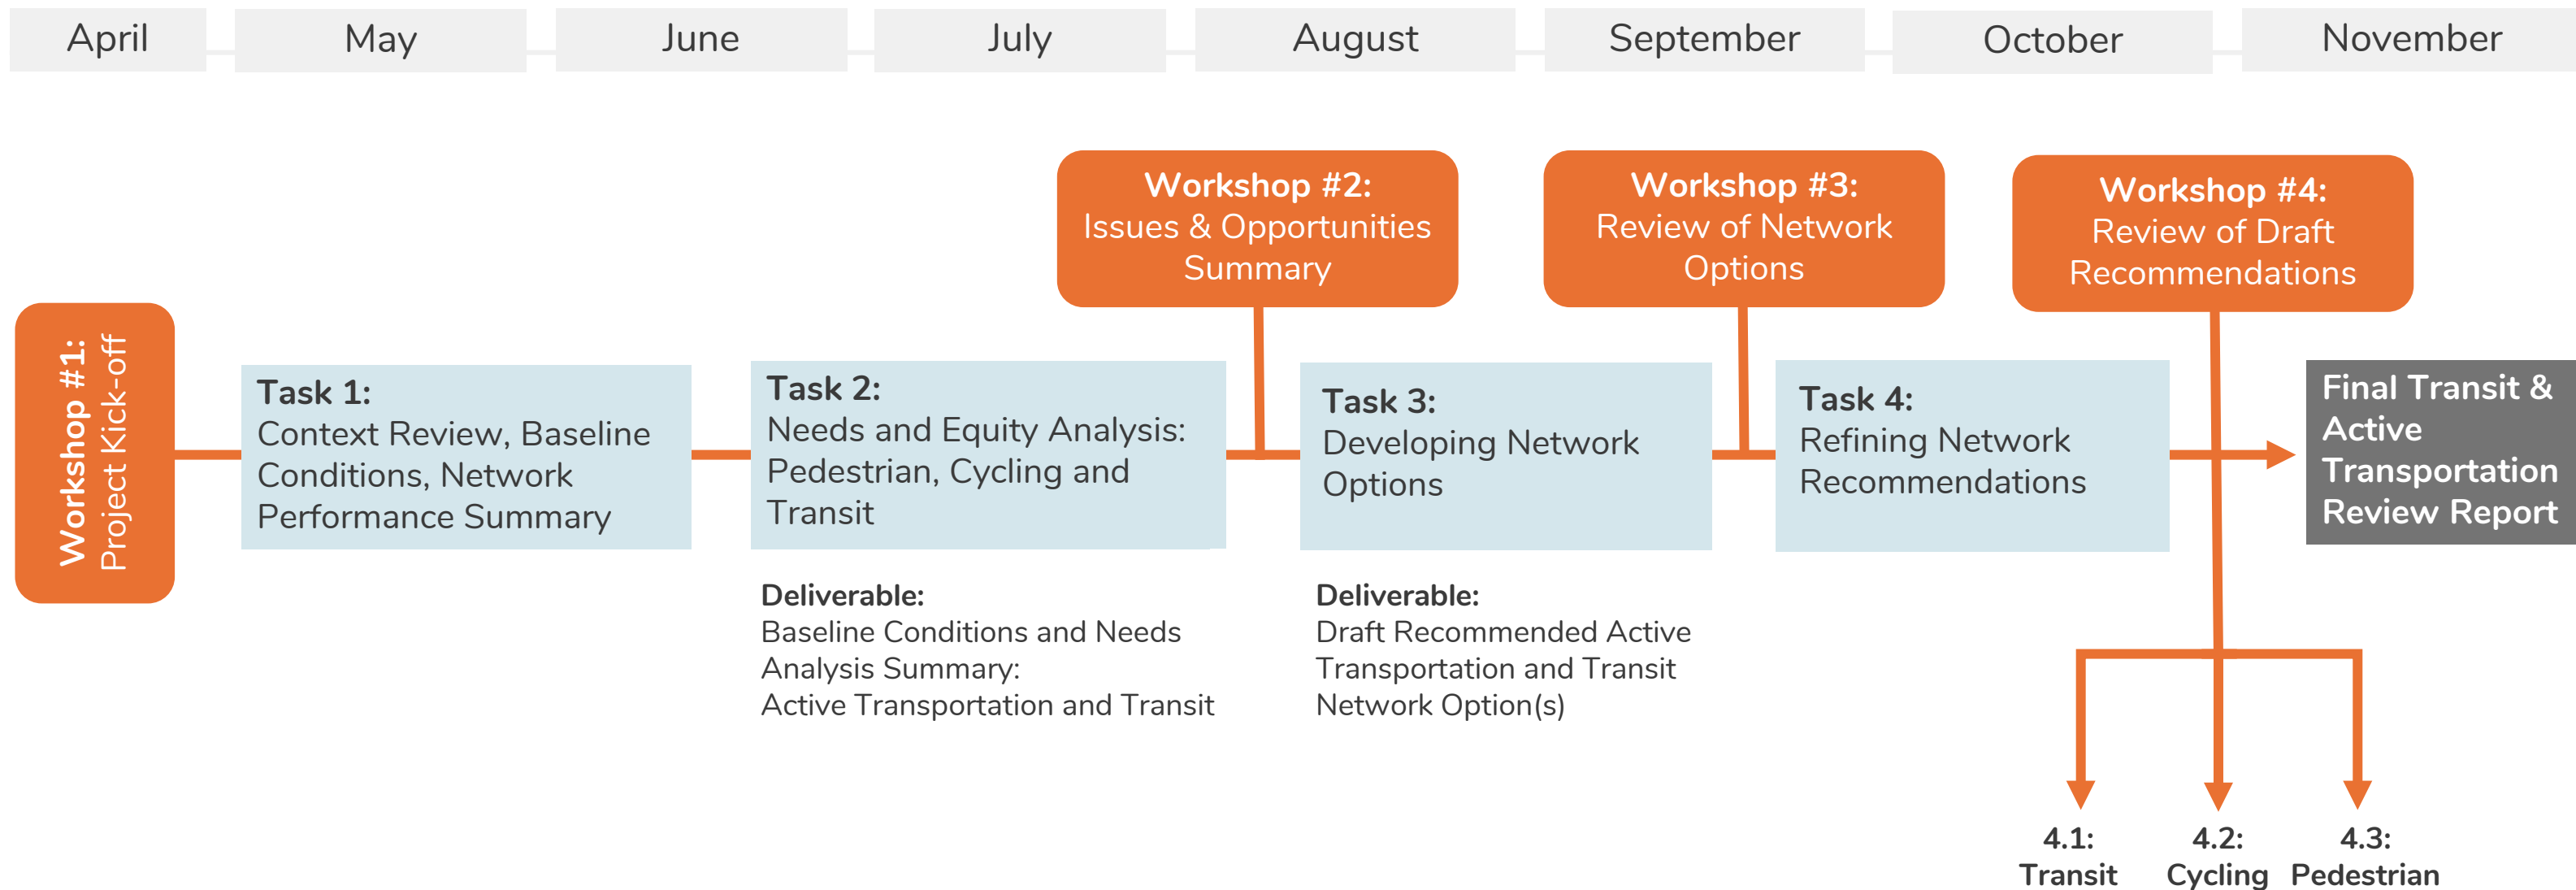 April
May
June
July
August
September
October
November
Workshop #1:
Project Kick-off
Task 1:
Context Review, Baseline
Conditions, Network
Performance Summary
Task 2:
Needs and Equity Analysis:
Pedestrian, Cycling and
Transit
Deliverable:
Baseline Conditions and Needs
Analysis Summary:
Active Transportation and Transit
Workshop #2:
Issues & Opportunities
Summary
Task 3:
Developing Network
Options
Deliverable:
Draft Recommended Active
Transportation and Transit
Network Option(s)
Workshop #3:
Review of Network
Options
Task 4:
Refining Network
Recommendations
Workshop #4:
Review of Draft
Recommendations
4.1:
Transit
4.2:
Cycling
4.3:
Pedestrian
Final Transit &
Active
Transportation
Review Report